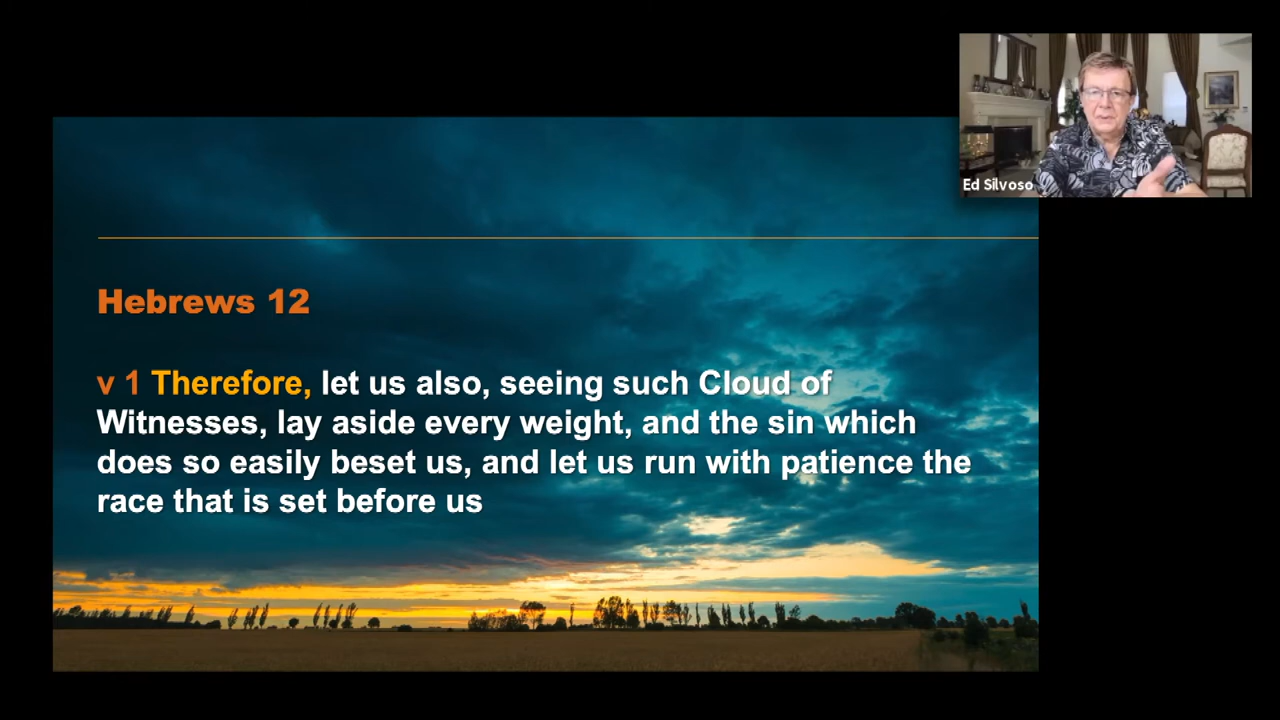 Ed Silvoso
Hebrews 12
v 1 Therefore, let us also, seeing such Cloud of
Witnesses, lay aside every weight, and the sin which
does so easily beset us, and let us run with patience the
race that is set before us